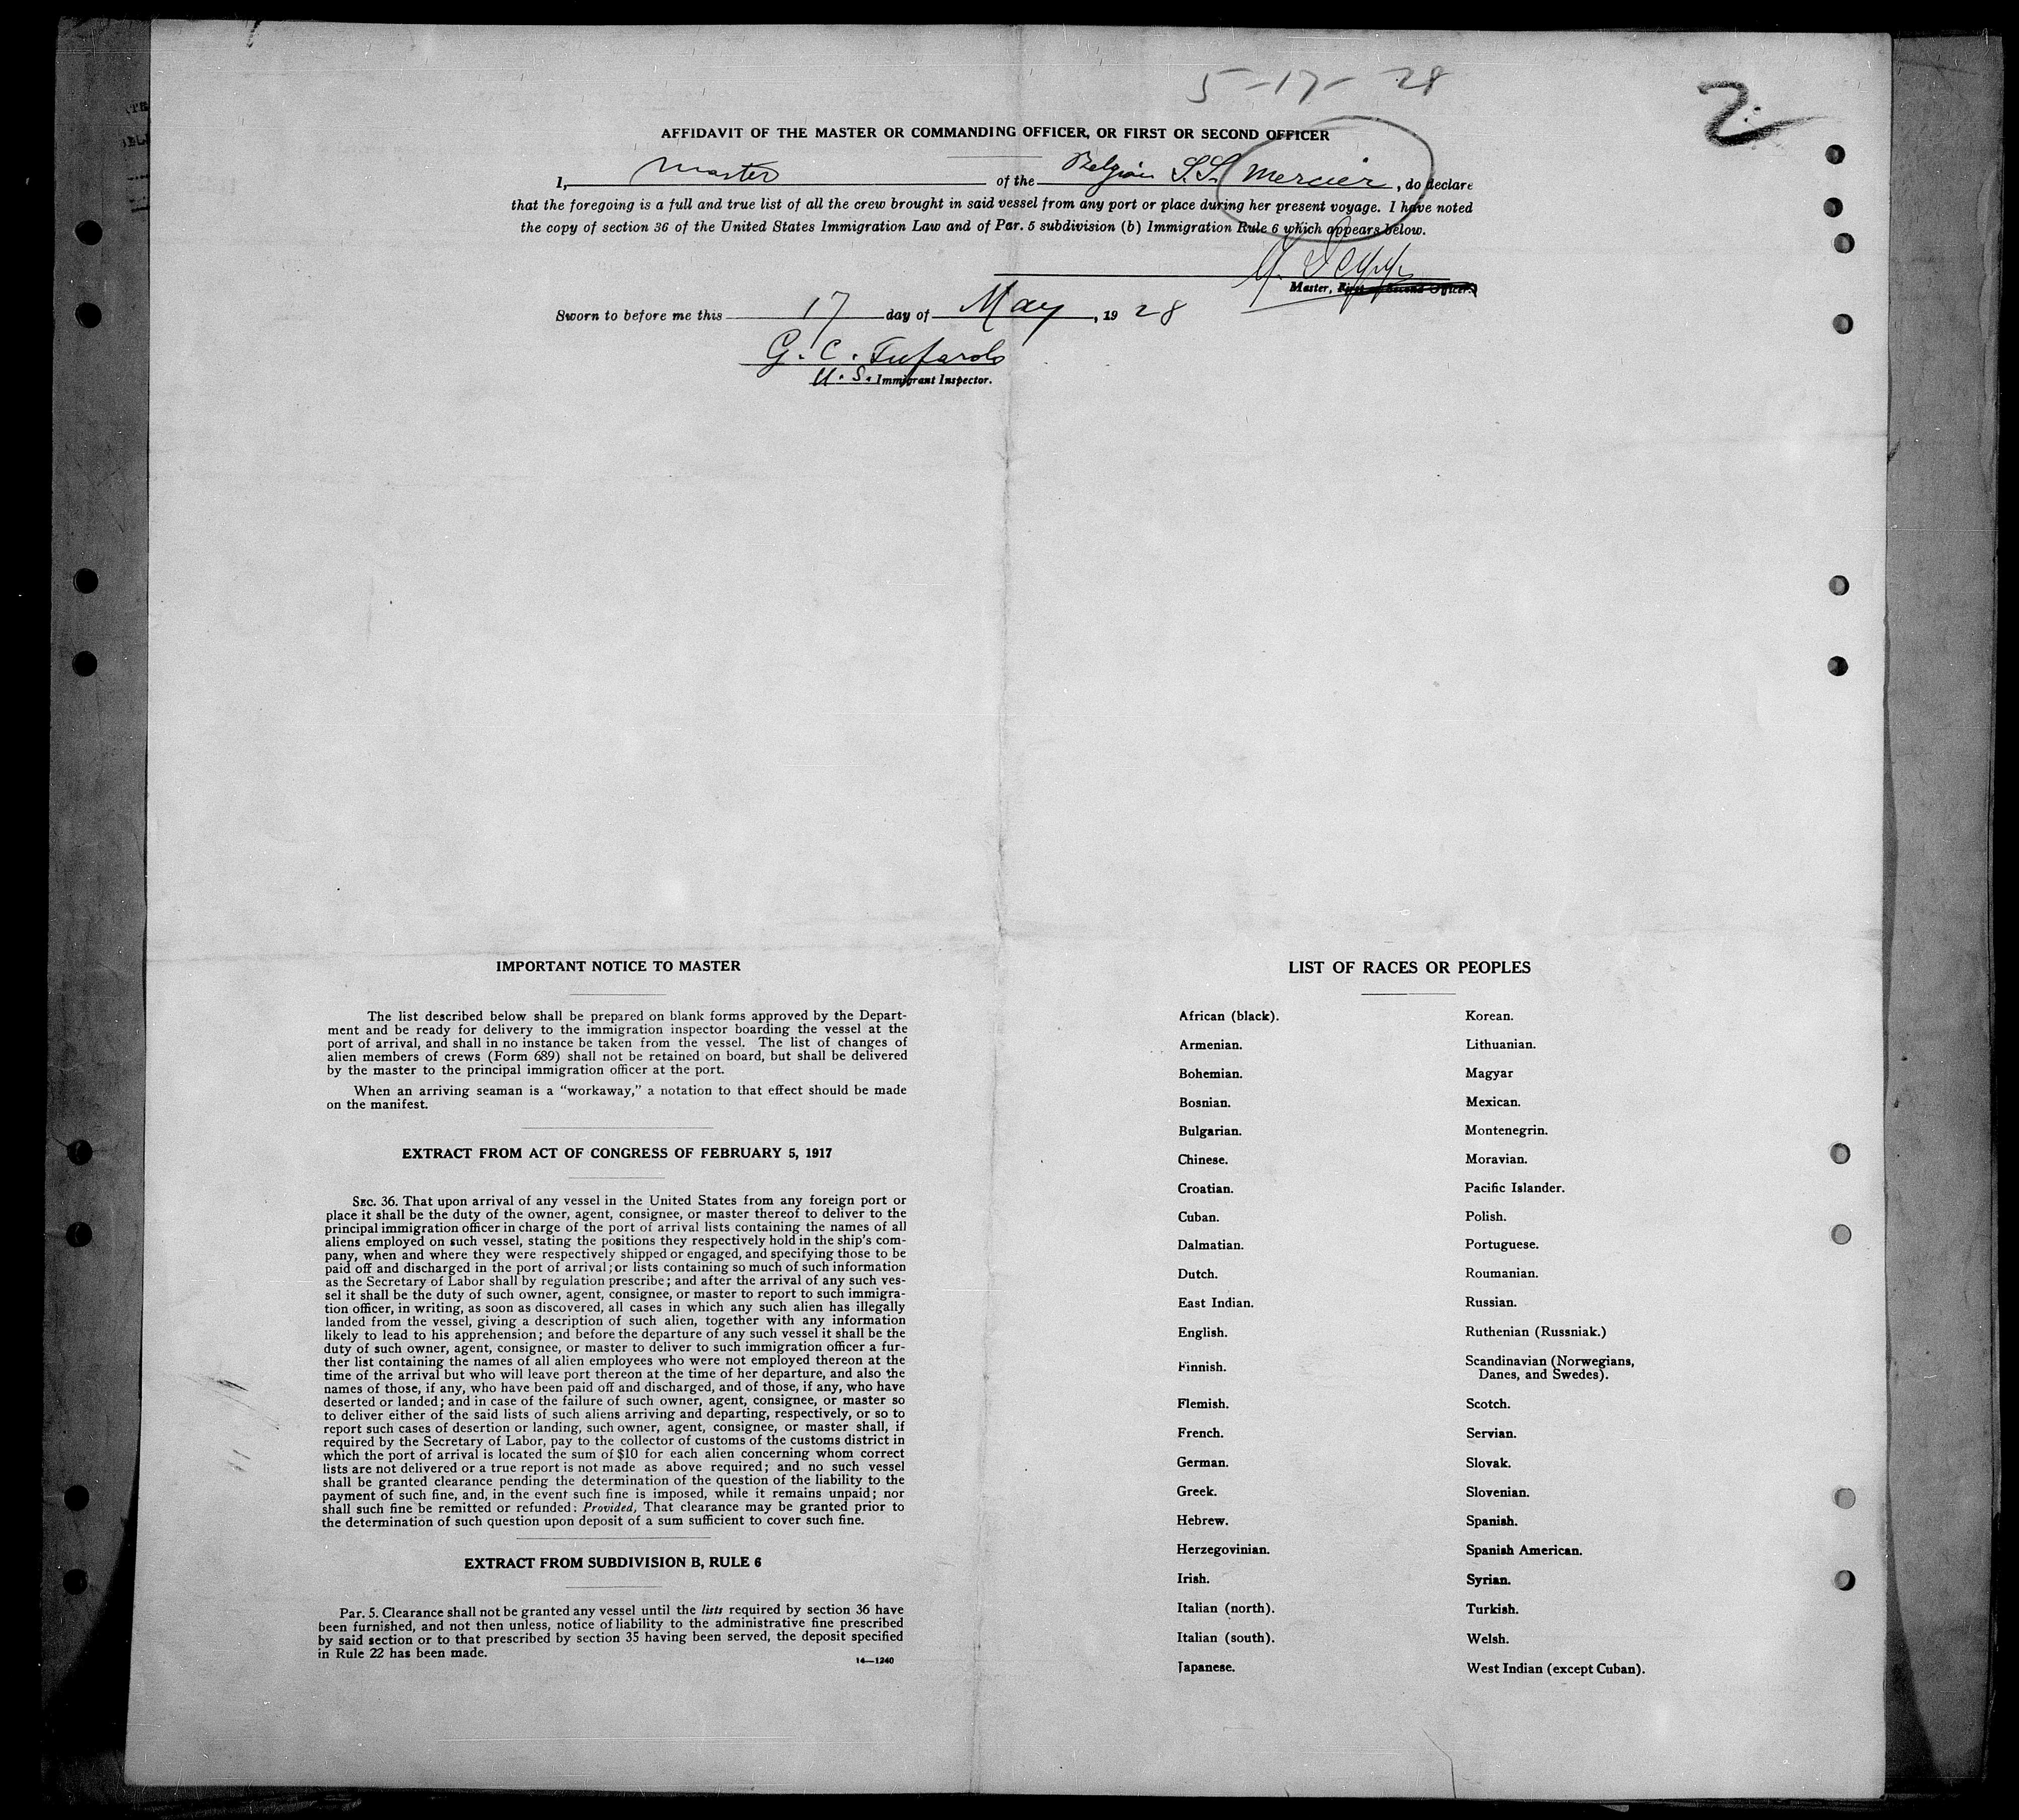 5-17-28
2
AFFIDAVIT OF THE MASTER OR COMMANDING OFFICER, OR FIRST OR SECOND OFFICER
I, Master of the Belgian S.S. Mercier, do declare
that the foregoing is a full and true list of all the crew brought in said vessel from any port or place during her present voyage. I have noted
the copy of section 36 of the United States Immigration Law and of Par. 5 subdivision (b) Immigration Rule 6 which appears below.
Master, First or Second Officer.
Sworn to before me this 17 day of May, 1928
G. C. Tufarolo
U. S. Immigrant Inspector.
IMPORTANT NOTICE TO MASTER
The list described below shall be prepared on blank forms approved by the Depart-
ment and be ready for delivery to the immigration inspector boarding the vessel at the
port of arrival, and shall in no instance be taken from the vessel. The list of changes of
alien members of crews (Form 689) shall not be retained on board, but shall be delivered
by the master to the principal immigration officer at the port.
When an arriving seaman is a "workaway," a notation to that effect should be made
on the manifest.
EXTRACT FROM ACT OF CONGRESS OF FEBRUARY 5, 1917
SEC. 36. That upon arrival of any vessel in the United States from any foreign port or
place it shall be the duty of the owner, agent, consignee, or master thereof to deliver to the
principal immigration officer in charge of the port of arrival lists containing the names of all
aliens employed on such vessel, stating the positions they respectively hold in the ship's com-
pany, when and where they were respectively shipped or engaged, and specifying those to be
paid off and discharged in the port of arrival; or lists containing so much of such information
as the Secretary of Labor shall by regulation prescribe; and after the arrival of any such ves-
sel it shall be the duty of such owner, agent, consignee, or master to report to such immigra-
tion officer, in writing, as soon as discovered, all cases in which any such alien has illegally
landed from the vessel, giving a description of such alien, together with any information
likely to lead to his apprehension; and before the departure of any such vessel it shall be the
duty of such owner, agent, consignee, or master to deliver to such immigration officer a fur-
ther list containing the names of all alien employees who were not employed thereon at the
time of the arrival but who will leave port thereon at the time of her departure, and also the
names of those, if any, who have been paid off and discharged, and of those, if any, who have
deserted or landed; and in case of the failure of such owner, agent, consignee, or master so
to deliver either of the said lists of such aliens arriving and departing, respectively, or so to
report such cases of desertion or landing, such owner, agent, consignee, or master shall, if
required by the Secretary of Labor, pay to the collector of customs of the customs district in
which the port of arrival is located the sum of $10 for each alien concerning whom correct
lists are not delivered or a true report is not made as above required; and no such vessel
shall be granted clearance pending the determination of the question of the liability to the
payment of such fine, and, in the event such fine is imposed, while it remains unpaid; nor
shall such fine be remitted or refunded: Provided, That clearance may be granted prior to
the determination of such question upon deposit of a sum sufficient to cover such fine.
EXTRACT FROM SUBDIVISION B, RULE 6
Par. 5. Clearance shall not be granted any vessel until the lists required by section 36 have
been furnished, and not then unless, notice of liability to the administrative fine prescribed
by said section or to that prescribed by section 35 having been served, the deposit specified
in Rule 22 has been made.
14—1240
LIST OF RACES OR PEOPLES
African (black).
Armenian.
Bohemian.
Bosnian.
Bulgarian.
Chinese.
Croatian.
Cuban.
Dalmatian.
Dutch.
East Indian.
English.
Finnish.
Flemish.
French.
German.
Greek.
Hebrew.
Herzegovinian.
Irish.
Italian (north).
Italian (south).
Japanese.
Korean.
Lithuanian.
Magyar
Mexican.
Montenegrin.
Moravian.
Pacific Islander.
Polish.
Portuguese.
Roumanian.
Russian.
Ruthenian (Russniak.)
Scandinavian (Norwegians,
Danes, and Swedes).
Scotch.
Servian.
Slovak.
Slovenian.
Spanish.
Spanish American.
Syrian.
Turkish.
Welsh.
West Indian (except Cuban).